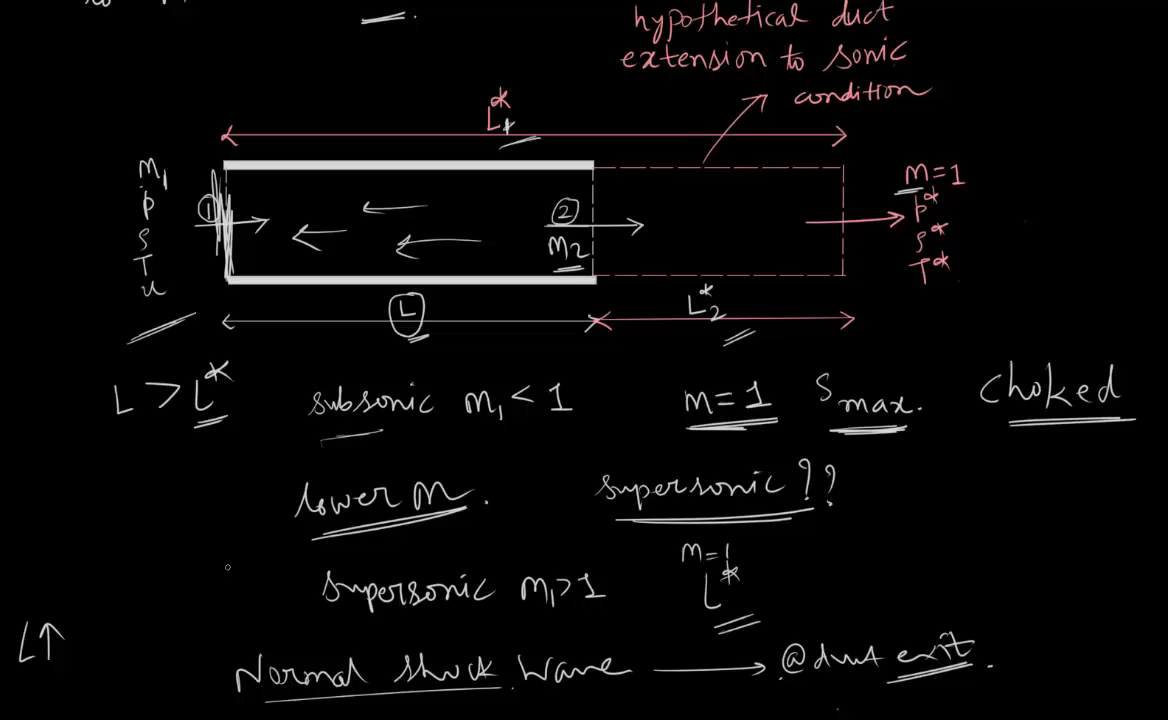 hypothetical duct
extension to sonic
condition
L₁*
M₁
p
ρ
T
u
①
②
M₂
M=1
p*
ρ*
T*
L
L₂*
L > L* subsonic M₁ < 1 M=1 Smax. choked
lower M. supersonic??
M=1
supersonic M₁>1 L*
L↑
Normal shock wave → @duct exit.